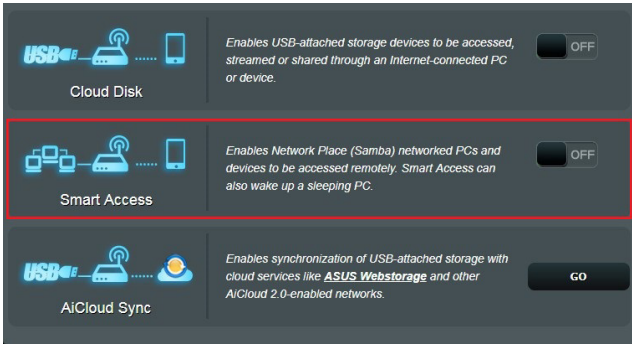 USB
Cloud Disk
Enables USB-attached storage devices to be accessed,
streamed or shared through an Internet-connected PC
or device.
OFF
Smart Access
Enables Network Place (Samba) networked PCs and
devices to be accessed remotely. Smart Access can
also wake up a sleeping PC.
OFF
USB
AiCloud Sync
Enables synchronization of USB-attached storage with
cloud services like ASUS Webstorage and other
AiCloud 2.0-enabled networks.
GO